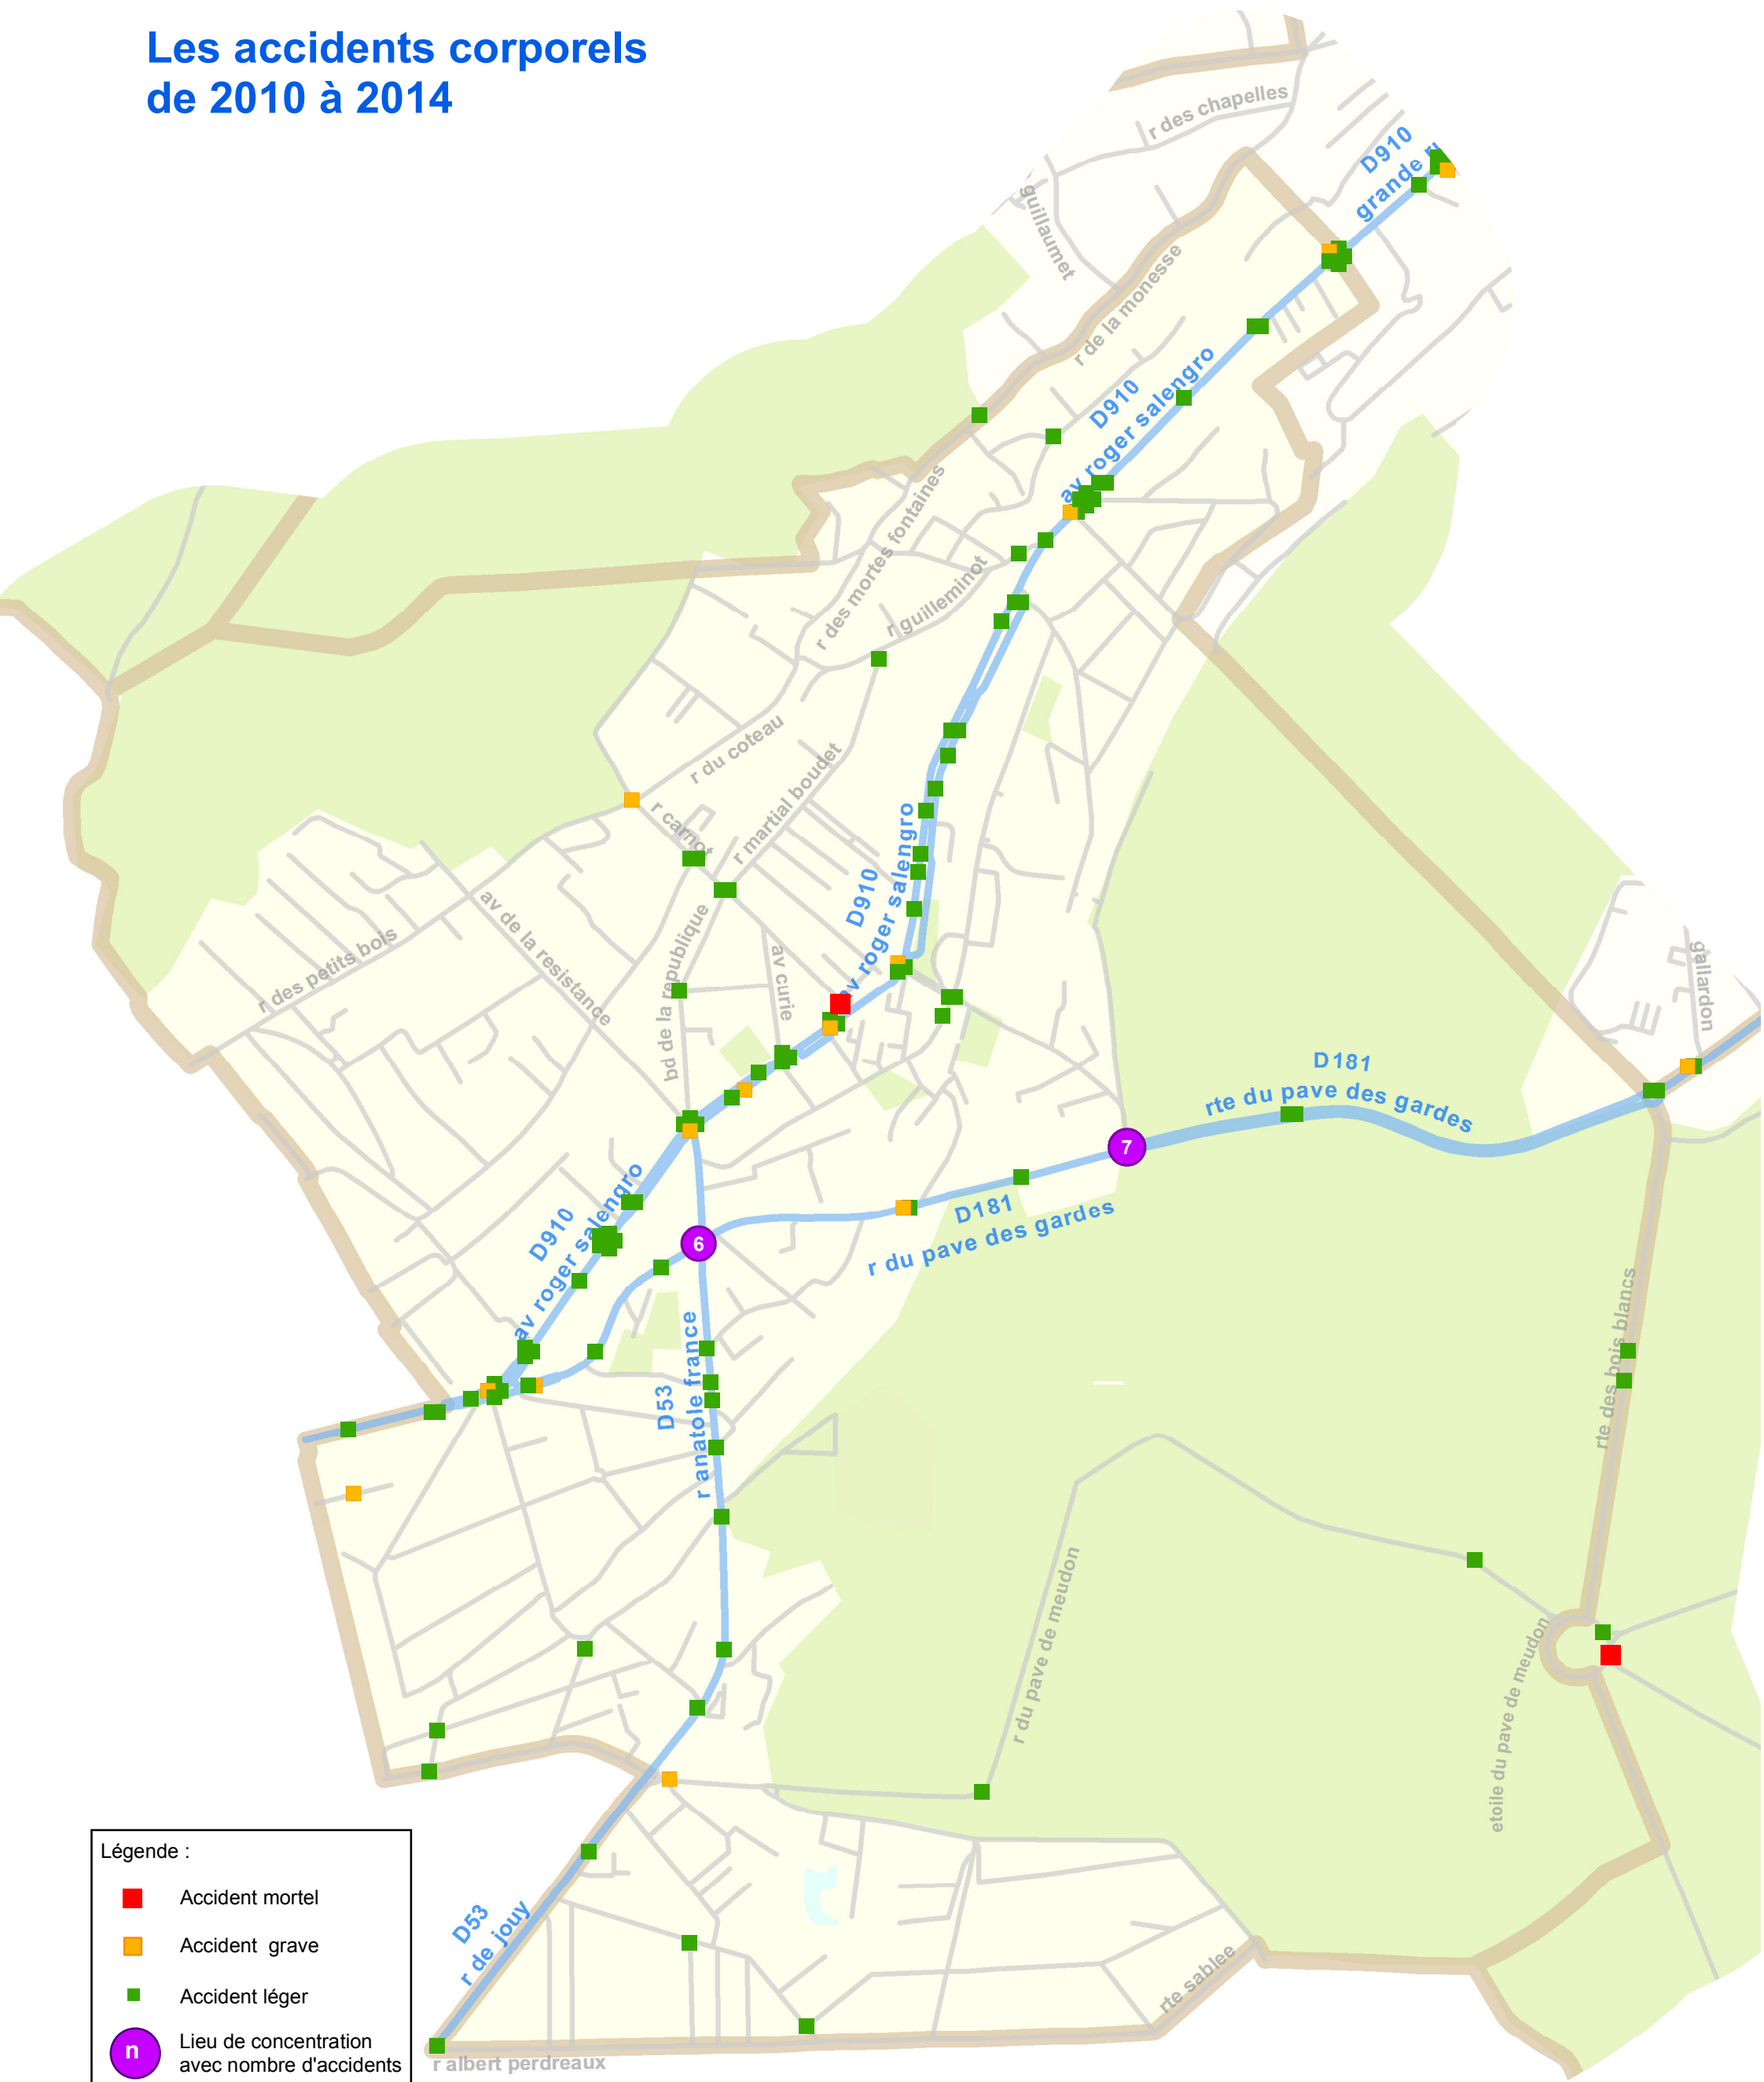 Les accidents corporels
de 2010 à 2014
r des chapelles
D910
grande ru
guillaumet
r de la monesse
D910
av roger salengro
r des mortes fontaines
r guilleminot
r du coteau
r carnot
r martial boudet
D910
av roger salengro
av de la resistance
r des petits bois
bd de la republique
av curie
av roger salengro
gallardon
D181
rte du pave des gardes
7
D181
r du pave des gardes
6
D910
av roger salengro
D53
r anatole france
rte des bois blancs
r du pave de meudon
etoile du pave de meudon
Légende :
Accident mortel
Accident grave
Accident léger
n
Lieu de concentration
avec nombre d'accidents
D53
r de jouy
rte sablee
r albert perdreaux